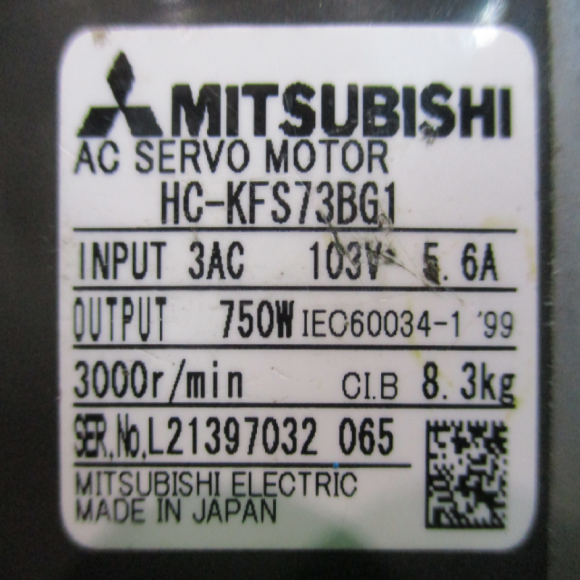 MITSUBISHI
AC SERVO MOTOR
HC-KFS73BG1
INPUT 3AC 103V 5.6A
OUTPUT 750W IEC60034-1 '99
3000r/min CI.B 8.3kg
SER.No.L21397032 065
MITSUBISHI ELECTRIC
MADE IN JAPAN